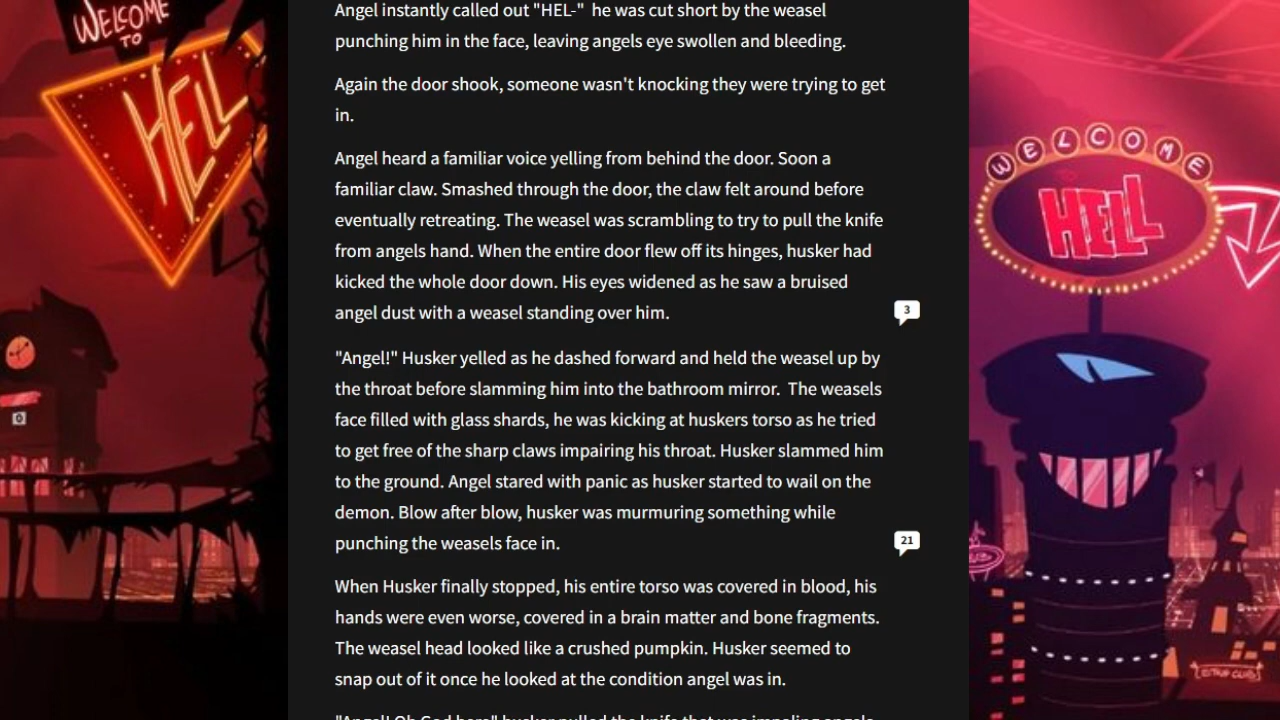 WELCOME
TO
HELL
Angel instantly called out "HEL-"  he was cut short by the weasel
punching him in the face, leaving angels eye swollen and bleeding.
Again the door shook, someone wasn't knocking they were trying to get
in.
Angel heard a familiar voice yelling from behind the door. Soon a
familiar claw. Smashed through the door, the claw felt around before
eventually retreating. The weasel was scrambling to try to pull the knife
from angels hand. When the entire door flew off its hinges, husker had
kicked the whole door down. His eyes widened as he saw a bruised
angel dust with a weasel standing over him.
3
"Angel!" Husker yelled as he dashed forward and held the weasel up by
the throat before slamming him into the bathroom mirror.  The weasels
face filled with glass shards, he was kicking at huskers torso as he tried
to get free of the sharp claws impairing his throat. Husker slammed him
to the ground. Angel stared with panic as husker started to wail on the
demon. Blow after blow, husker was murmuring something while
punching the weasels face in.
21
When Husker finally stopped, his entire torso was covered in blood, his
hands were even worse, covered in a brain matter and bone fragments.
The weasel head looked like a crushed pumpkin. Husker seemed to
snap out of it once he looked at the condition angel was in.
"Angel! Oh God here" husker pulled the knife that was impaling angels
WELCOME
HELL